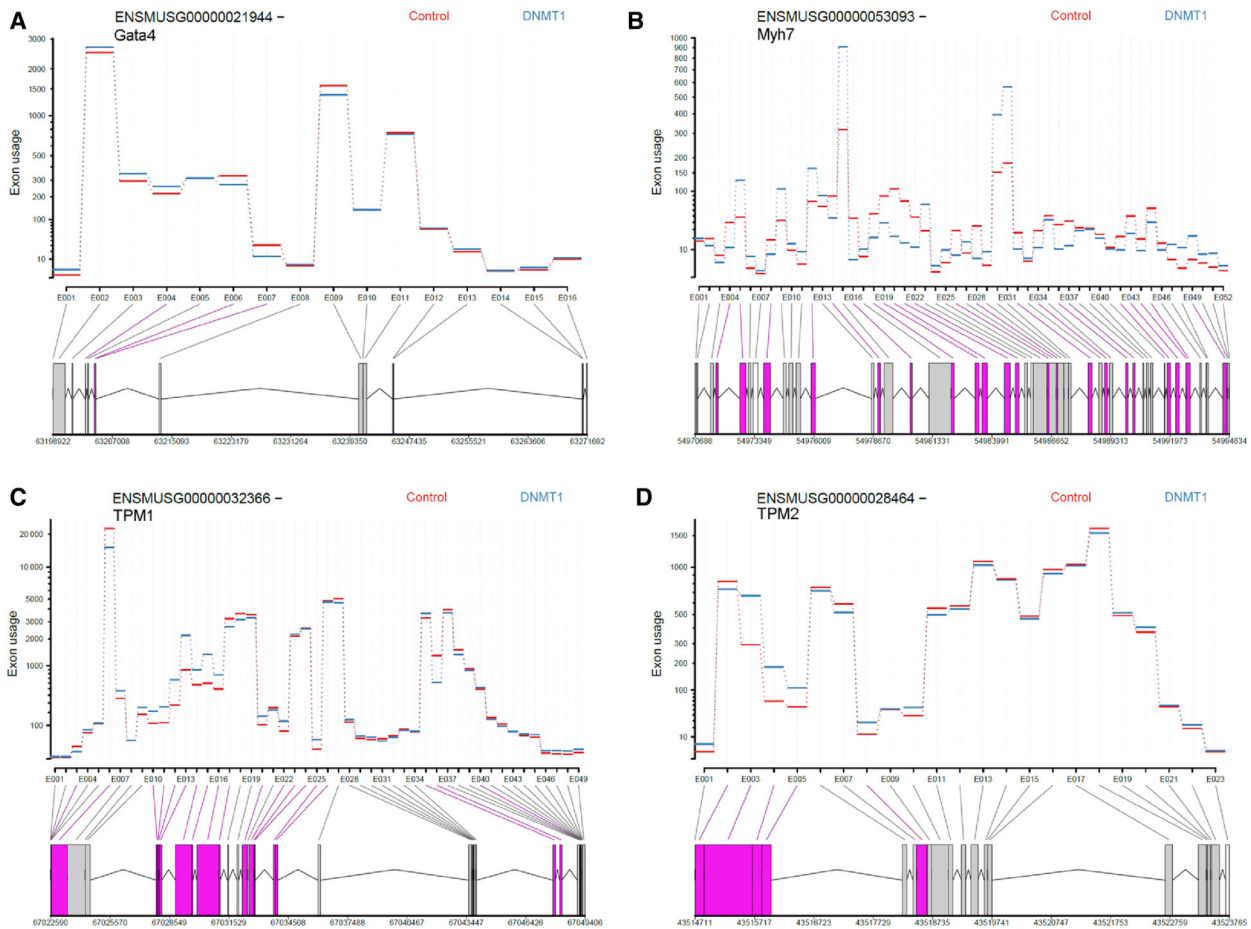 A
ENSMUSG00000021944 – Control DNMT1
Gata4
Exon usage
3000
2000
1500
1000
500
300
200
100
10
E001 E002 E003 E004 E005 E006 E007 E008 E009 E010 E011 E012 E013 E014 E015 E016
63198922 63207008 63215093 63223179 63231264 63239350 63247435 63255521 63263606 63271692
B
ENSMUSG00000053093 – Control DNMT1
Myh7
Exon usage
1000
900
800
700
600
500
400
300
200
150
100
10
E001 E004 E007 E010 E013 E016 E019 E022 E025 E028 E031 E034 E037 E040 E043 E046 E049 E052
54970688 54973349 54976009 54978670 54981331 54983991 54986652 54989313 54991973 54994634
C
ENSMUSG00000032366 – Control DNMT1
TPM1
Exon usage
20 000
10 000
5000
3000
2000
1000
100
E001 E004 E007 E010 E013 E016 E019 E022 E025 E028 E031 E034 E037 E040 E043 E046 E049
67022590 67025570 67028549 67031529 67034508 67037488 67040467 67043447 67046426 67049406
D
ENSMUSG00000028464 – Control DNMT1
TPM2
Exon usage
1500
1000
500
300
200
100
10
E001 E003 E005 E007 E009 E011 E013 E015 E017 E019 E021 E023
43514711 43515717 43516723 43517729 43518735 43519741 43520747 43521753 43522759 43523765